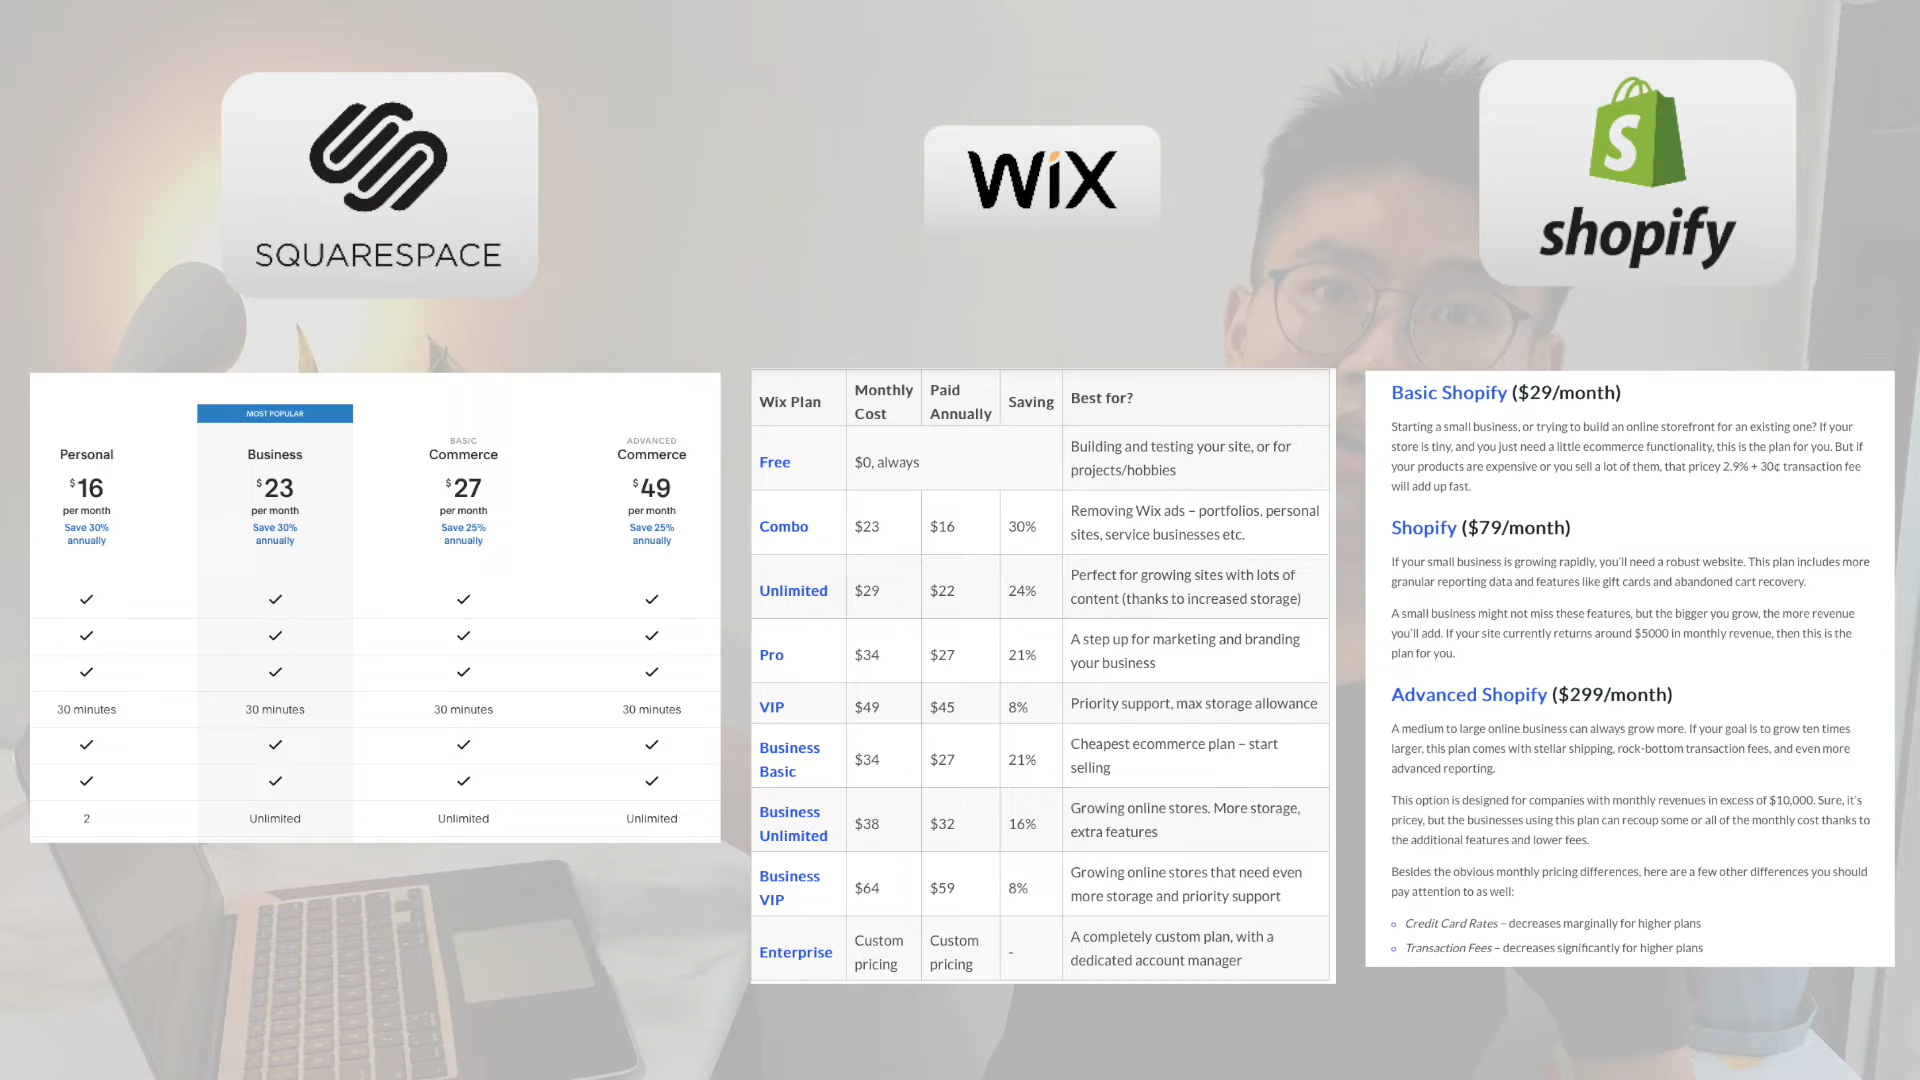 SQUARESPACE
WiX
shopify
MOST POPULAR
Personal
$16
per month
Save 30%
annually
Business
$23
per month
Save 30%
annually
BASIC
Commerce
$27
per month
Save 25%
annually
ADVANCED
Commerce
$49
per month
Save 25%
annually
30 minutes 30 minutes 30 minutes 30 minutes
2 Unlimited Unlimited Unlimited
Wix Plan Monthly Cost Paid Annually Saving Best for?
Free $0, always Building and testing your site, or for
projects/hobbies
Combo $23 $16 30% Removing Wix ads – portfolios, personal
sites, service businesses etc.
Unlimited $29 $22 24% Perfect for growing sites with lots of
content (thanks to increased storage)
Pro $34 $27 21% A step up for marketing and branding
your business
VIP $49 $45 8% Priority support, max storage allowance
Business Basic $34 $27 21% Cheapest ecommerce plan – start
selling
Business Unlimited $38 $32 16% Growing online stores. More storage,
extra features
Business VIP $64 $59 8% Growing online stores that need even
more storage and priority support
Enterprise Custom pricing Custom pricing - A completely custom plan, with a
dedicated account manager
Basic Shopify ($29/month)
Starting a small business, or trying to build an online storefront for an existing one? If your
store is tiny, and you just need a little ecommerce functionality, this is the plan for you. But if
your products are expensive or you sell a lot of them, that pricey 2.9% + 30¢ transaction fee
will add up fast.
Shopify ($79/month)
If your small business is growing rapidly, you'll need a robust website. This plan includes more
granular reporting data and features like gift cards and abandoned cart recovery.
A small business might not miss these features, but the bigger you grow, the more revenue
you'll add. If your site currently returns around $5000 in monthly revenue, then this is the
plan for you.
Advanced Shopify ($299/month)
A medium to large online business can always grow more. If your goal is to grow ten times
larger, this plan comes with stellar shipping, rock-bottom transaction fees, and even more
advanced reporting.
This option is designed for companies with monthly revenues in excess of $10,000. Sure, it's
pricey, but the businesses using this plan can recoup some or all of the monthly cost thanks to
the additional features and lower fees.
Besides the obvious monthly pricing differences, here are a few other differences you should
pay attention to as well:
Credit Card Rates – decreases marginally for higher plans
Transaction Fees – decreases significantly for higher plans